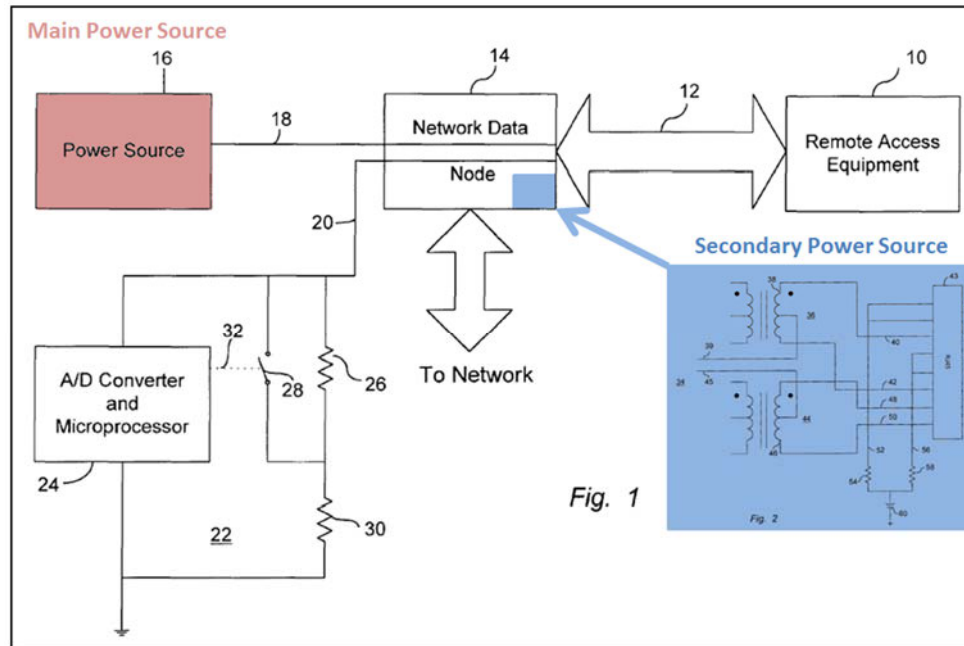 Main Power Source
16
14
10
12
18
Power Source
Network Data
Node
Remote Access
Equipment
20
Secondary Power Source
38
43
36
40
39
45
42
48
44
50
46
52
56
54
58
60
Fig. 2
32
28
26
A/D Converter
and
Microprocessor
24
To Network
Fig. 1
22
30